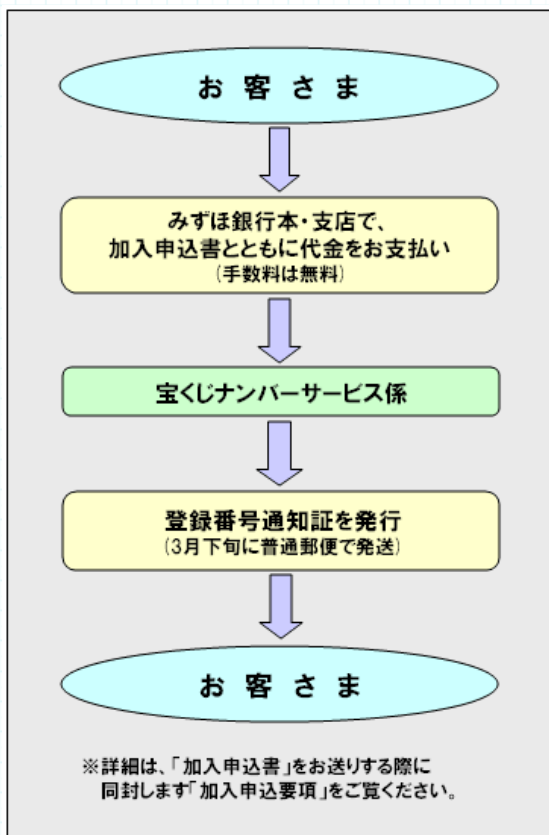 お客さま
みずほ銀行本・支店で、
加入申込書とともに代金をお支払い
(手数料は無料)
宝くじナンバーサービス係
登録番号通知証を発行
(3月下旬に普通郵便で発送)
お客さま
※詳細は、「加入申込書」をお送りする際に
同封します「加入申込要項」をご覧ください。